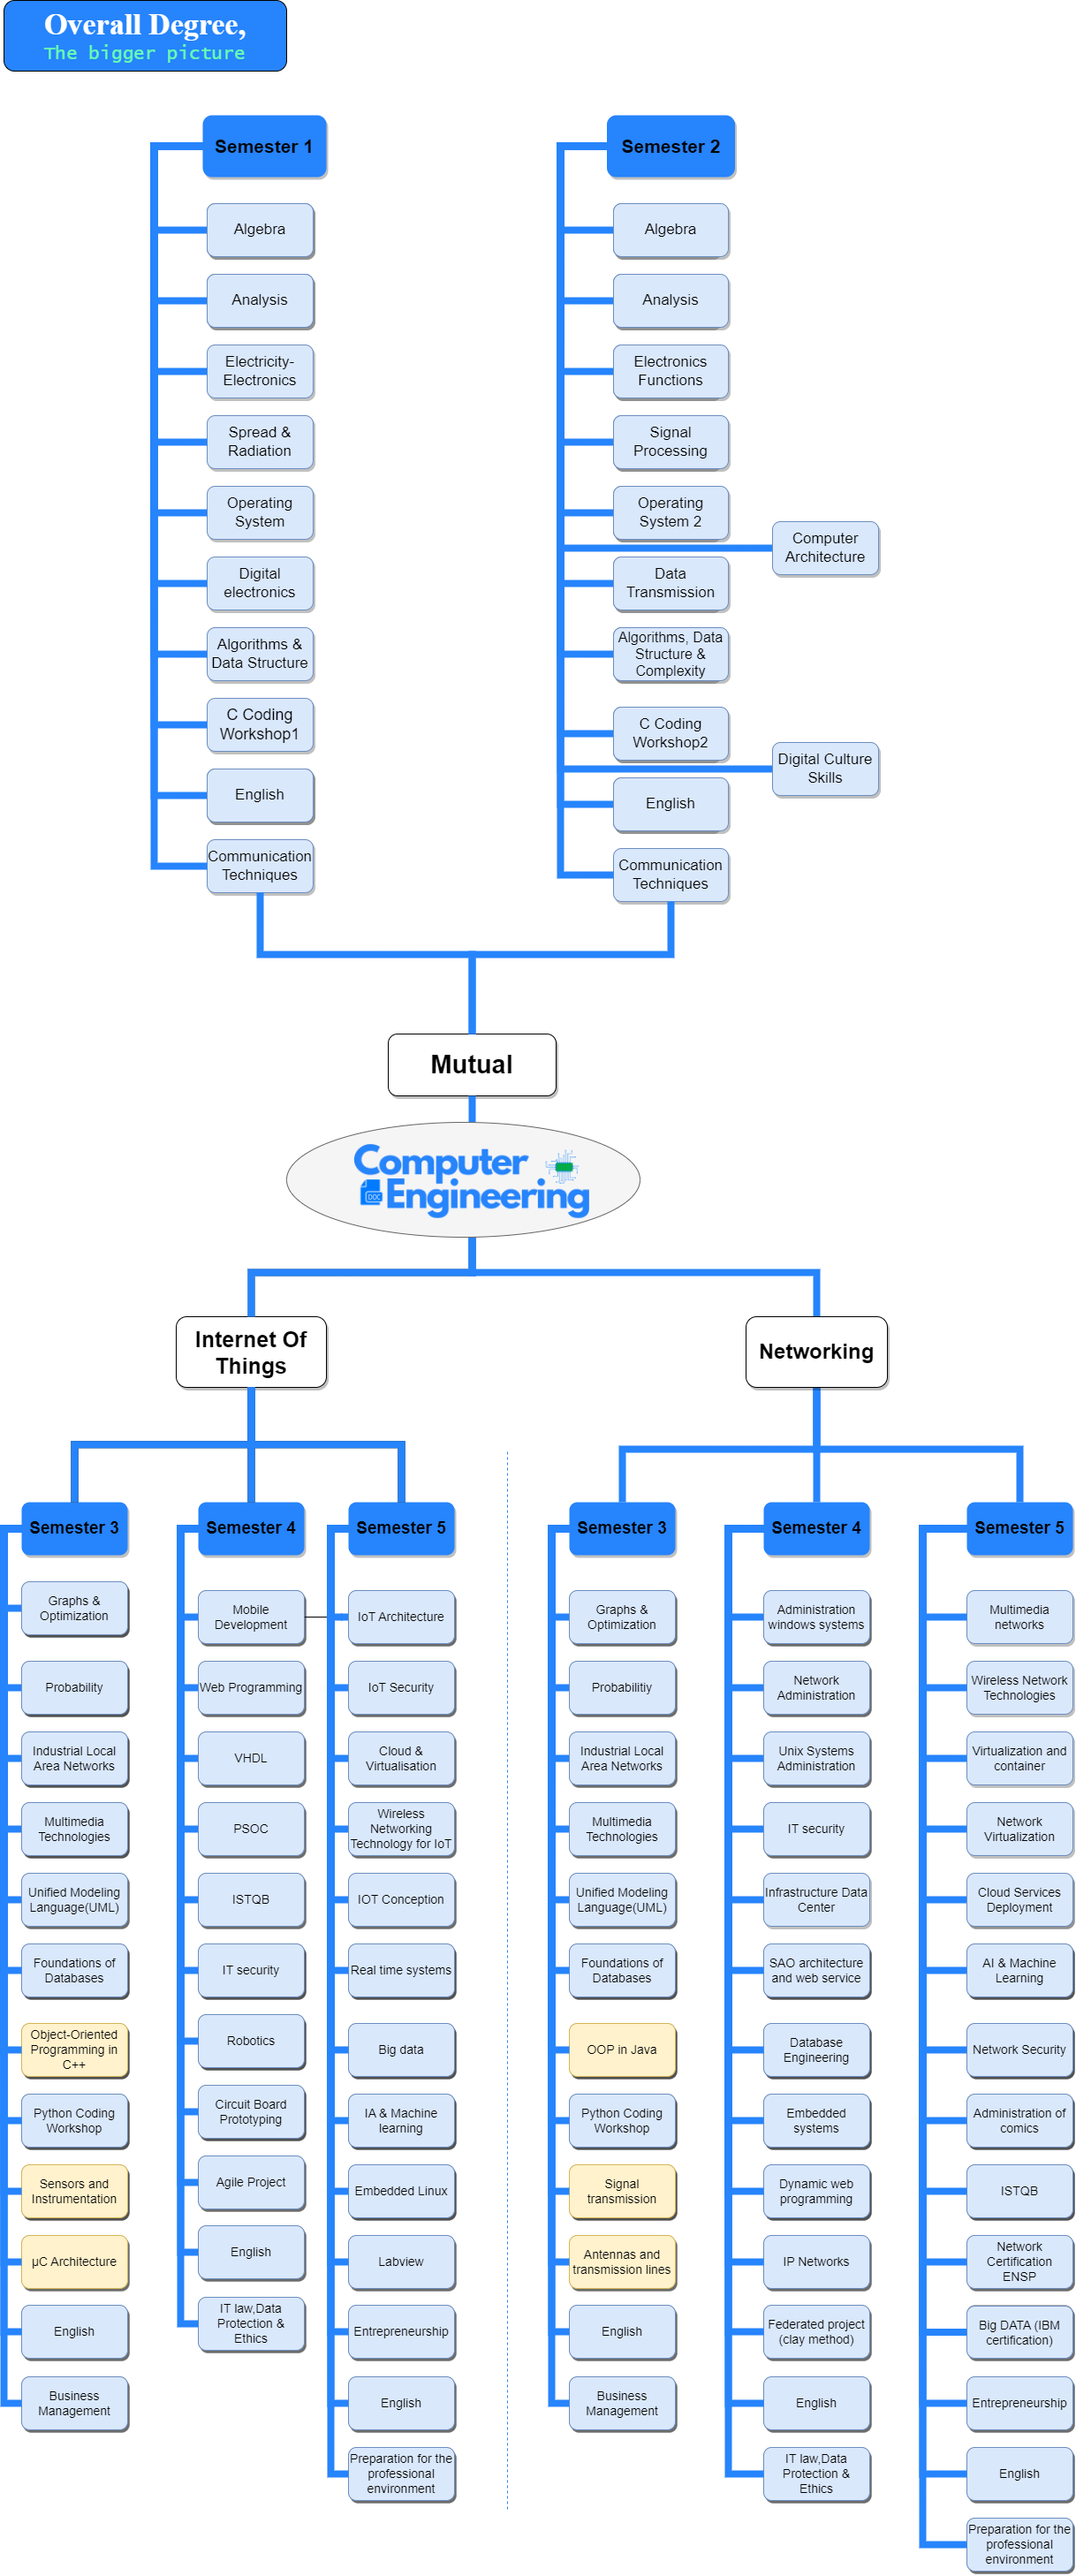 Overall Degree,
The bigger picture
Semester 1
Algebra
Analysis
Electricity-
Electronics
Spread &
Radiation
Operating
System
Digital
electronics
Algorithms &
Data Structure
C Coding
Workshop1
English
Communication
Techniques
Semester 2
Algebra
Analysis
Electronics
Functions
Signal
Processing
Operating
System 2
Computer
Architecture
Data
Transmission
Algorithms, Data
Structure &
Complexity
C Coding
Workshop2
Digital Culture
Skills
English
Communication
Techniques
Mutual
Computer
DOC
Engineering
Internet Of
Things
Semester 3
Graphs &
Optimization
Probability
Industrial Local
Area Networks
Multimedia
Technologies
Unified Modeling
Language(UML)
Foundations of
Databases
Object-Oriented
Programming in
C++
Python Coding
Workshop
Sensors and
Instrumentation
µC Architecture
English
Business
Management
Semester 4
Mobile
Development
Web Programming
VHDL
PSOC
ISTQB
IT security
Robotics
Circuit Board
Prototyping
Agile Project
English
IT law,Data
Protection &
Ethics
Semester 5
IoT Architecture
IoT Security
Cloud &
Virtualisation
Wireless
Networking
Technology for IoT
IOT Conception
Real time systems
Big data
IA & Machine
learning
Embedded Linux
Labview
Entrepreneurship
English
Preparation for the
professional
environment
Networking
Semester 3
Graphs &
Optimization
Probabilitiy
Industrial Local
Area Networks
Multimedia
Technologies
Unified Modeling
Language(UML)
Foundations of
Databases
OOP in Java
Python Coding
Workshop
Signal
transmission
Antennas and
transmission lines
English
Business
Management
Semester 4
Administration
windows systems
Network
Administration
Unix Systems
Administration
IT security
Infrastructure Data
Center
SAO architecture
and web service
Database
Engineering
Embedded
systems
Dynamic web
programming
IP Networks
Federated project
(clay method)
English
IT law,Data
Protection &
Ethics
Semester 5
Multimedia
networks
Wireless Network
Technologies
Virtualization and
container
Network
Virtualization
Cloud Services
Deployment
AI & Machine
Learning
Network Security
Administration of
comics
ISTQB
Network
Certification
ENSP
Big DATA (IBM
certification)
Entrepreneurship
English
Preparation for the
professional
environment